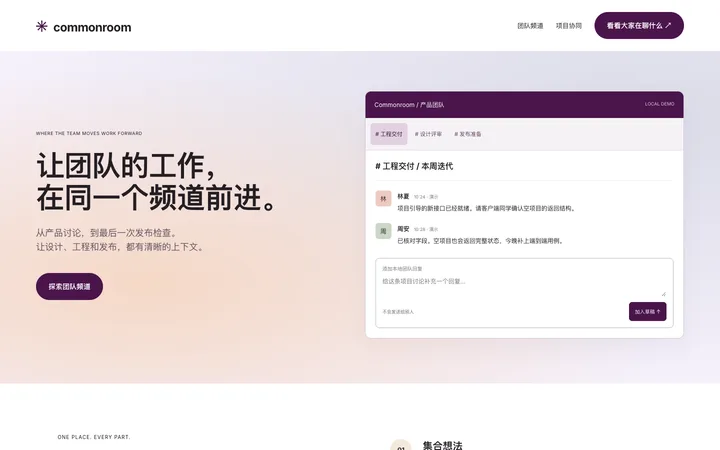 commonroom
团队频道
项目协同
看看大家在聊什么 ↗
WHERE THE TEAM MOVES WORK FORWARD
让团队的工作，
在同一个频道前进。
从产品讨论，到最后一次发布检查。
让设计、工程和发布，都有清晰的上下文。
探索团队频道
Commonroom / 产品团队
LOCAL DEMO
# 工程交付
# 设计评审
# 发布准备
# 工程交付 / 本周迭代
林
林夏
10:24 · 演示
项目引导的新接口已经就绪，请客户端同学确认空项目的返回结构。
周
周安
10:28 · 演示
已核对字段，空项目也会返回完整状态，今晚补上端到端用例。
添加本地团队回复
给这条项目讨论补充一个回复...
不会发送给他人
加入草稿 ↑
ONE PLACE. EVERY PART.
01
集合想法